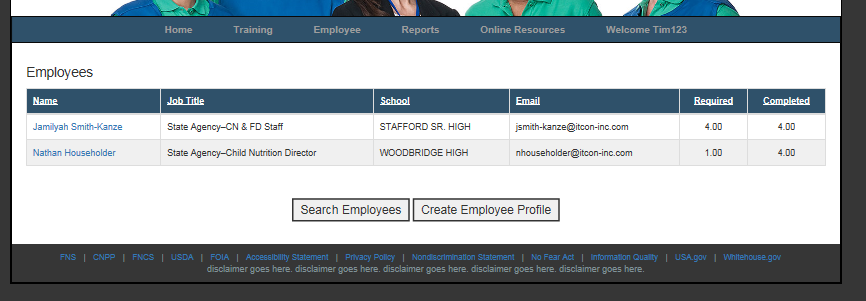 Home Training Employee Reports Online Resources Welcome Tim123
Employees
Name Job Title School Email Required Completed
Jamilyah Smith-Kanze State Agency–CN & FD Staff STAFFORD SR. HIGH jsmith-kanze@itcon-inc.com 4.00 4.00
Nathan Householder State Agency–Child Nutrition Director WOODBRIDGE HIGH nhouseholder@itcon-inc.com 1.00 4.00
Search Employees Create Employee Profile
FNS | CNPP | FNCS | USDA | FOIA | Accessibility Statement | Privacy Policy | Nondiscrimination Statement | No Fear Act | Information Quality | USA.gov | Whitehouse.gov
disclaimer goes here. disclaimer goes here. disclaimer goes here. disclaimer goes here. disclaimer goes here.